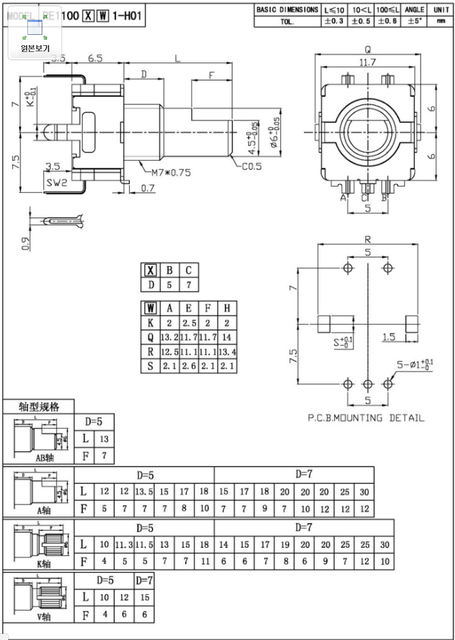 MODEL RE1100 X W 1-H01
원본보기
BASIC DIMENSIONS L≤10 10<L 100≤L ANGLE UNIT
TOL. ±0.3 ±0.5 ±0.8 ±5° mm
3.5 6.5 L
D F
7 K+0.1
-0.1
7.5
3.5
SW2
4.5 -0.1 Φ6 -0.05
M7*0.75 C0.5
0.7
0.9
Q
11.7
6
6
A C B
5
R
5
7
S+0.1
-0
1.5
7.5
5-Φ1+0.1
-0
5
P.C.B.MOUNTING DETAIL
X B C
D 5 7
W A E F H
K 2 2.5 2 2
Q 13.2 11.7 11.7 14
R 12.5 11.1 11.1 13.4
S 2.1 2.6 2.1 2.1
轴型规格
D=5
L 13
F 7
AB轴
D=5 D=7
L 12 12 13.5 15 17 18 15 17 18 20 20 20 25 30
F 5 7 7 7 8 10 7 7 9 7 10 12 12 12
A轴
D=5 D=7
L 10 11.3 11.5 13 15 18 14 15 17 19 20 20 25 30
F 4 5 5 7 7 11 6 6 7 8 6 9 7 12 10
K轴
D=5 D=7
L 10 12 15
F 4 6 6
V轴